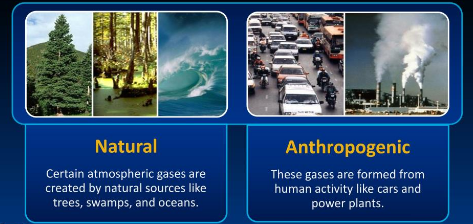 Natural
Certain atmospheric gases are
created by natural sources like
trees, swamps, and oceans.
Anthropogenic
These gases are formed from
human activity like cars and
power plants.